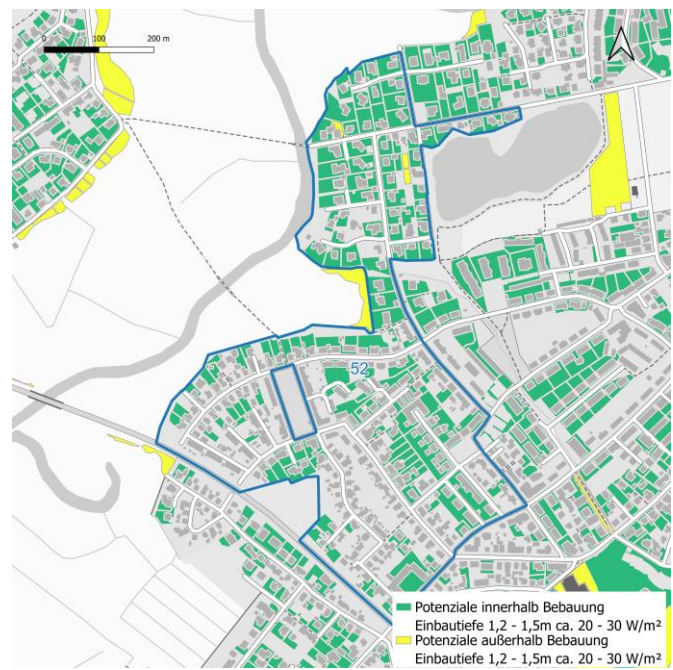 0 100 200 m
52
Potenziale innerhalb Bebauung
Einbautiefe 1,2 - 1,5m ca. 20 - 30 W/m²
Potenziale außerhalb Bebauung
Einbautiefe 1,2 - 1,5m ca. 20 - 30 W/m²